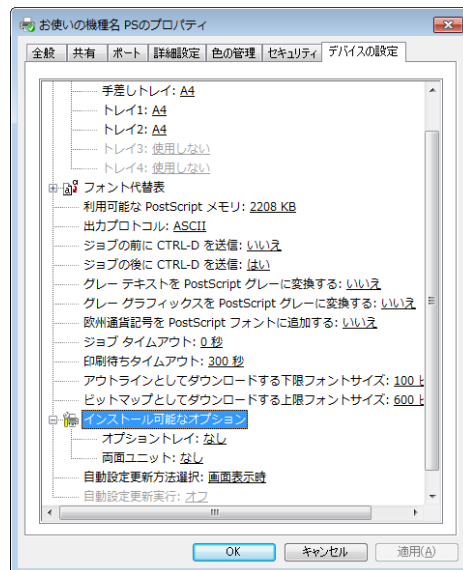 お使いの機種名 PSのプロパティ
全般 共有 ポート 詳細設定 色の管理 セキュリティ デバイスの設定
手差しトレイ: A4
トレイ1: A4
トレイ2: A4
トレイ3: 使用しない
トレイ4: 使用しない
フォント代替表
利用可能な PostScript メモリ: 2208 KB
出力プロトコル: ASCII
ジョブの前に CTRL-D を送信: いいえ
ジョブの後に CTRL-D を送信: はい
グレー テキストを PostScript グレーに変換する: いいえ
グレー グラフィックスを PostScript グレーに変換する: いいえ
欧州通貨記号を PostScript フォントに追加する: いいえ
ジョブ タイムアウト: 0 秒
印刷待ちタイムアウト: 300 秒
アウトラインとしてダウンロードする下限フォントサイズ: 100
ビットマップとしてダウンロードする上限フォントサイズ: 600
インストール可能なオプション
オプショントレイ: なし
両面ユニット: なし
自動設定更新方法選択: 画面表示時
自動設定更新実行: オフ
OK キャンセル 適用(A)